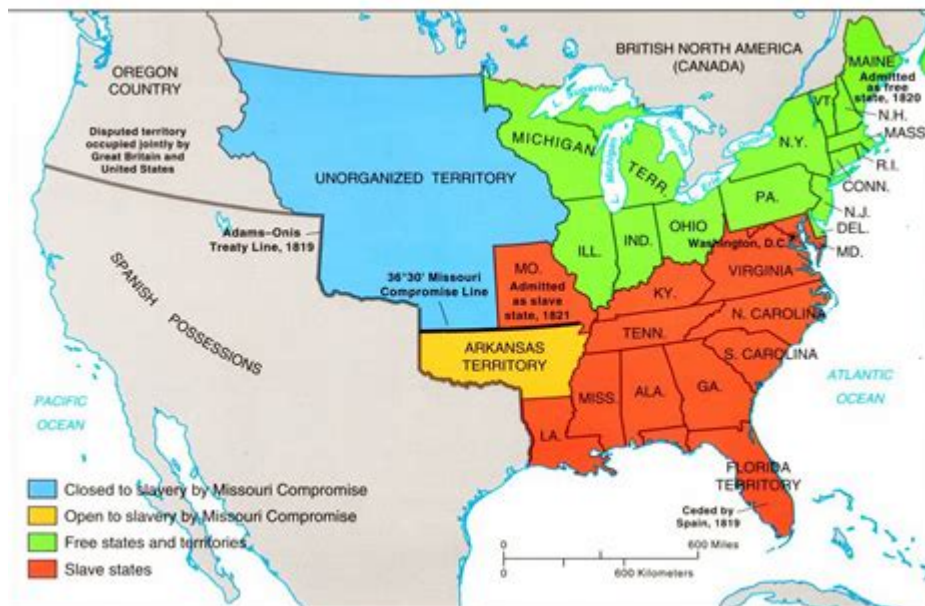 BRITISH NORTH AMERICA
(CANADA)
OREGON
COUNTRY
Disputed territory
occupied jointly by
Great Britain and
United States
MAINE
Admitted
as free
state, 1820
L. Superior
VT.
N.H.
MASS
N.Y.
R.I.
CONN.
MICHIGAN
TERR.
L. Michigan
UNORGANIZED TERRITORY
PA.
N.J.
DEL.
MD.
OHIO
IND.
ILL.
Washington, D.C.
Adams–Onis
Treaty Line, 1819
36°30' Missouri
Compromise Line
MO.
Admitted
as slave
state, 1821
KY.
VIRGINIA
N. CAROLINA
TENN.
S. CAROLINA
SPANISH
POSSESSIONS
ARKANSAS
TERRITORY
MISS.
ALA.
GA.
LA.
ATLANTIC
OCEAN
PACIFIC
OCEAN
FLORIDA
TERRITORY
Ceded by
Spain, 1819
Closed to slavery by Missouri Compromise
Open to slavery by Missouri Compromise
Free states and territories
Slave states
0
600 Miles
0
600 Kilometers